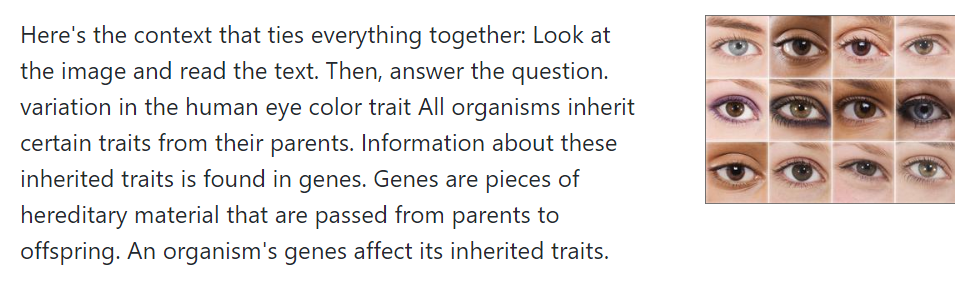 Here's the context that ties everything together: Look at
the image and read the text. Then, answer the question.
variation in the human eye color trait All organisms inherit
certain traits from their parents. Information about these
inherited traits is found in genes. Genes are pieces of
hereditary material that are passed from parents to
offspring. An organism's genes affect its inherited traits.